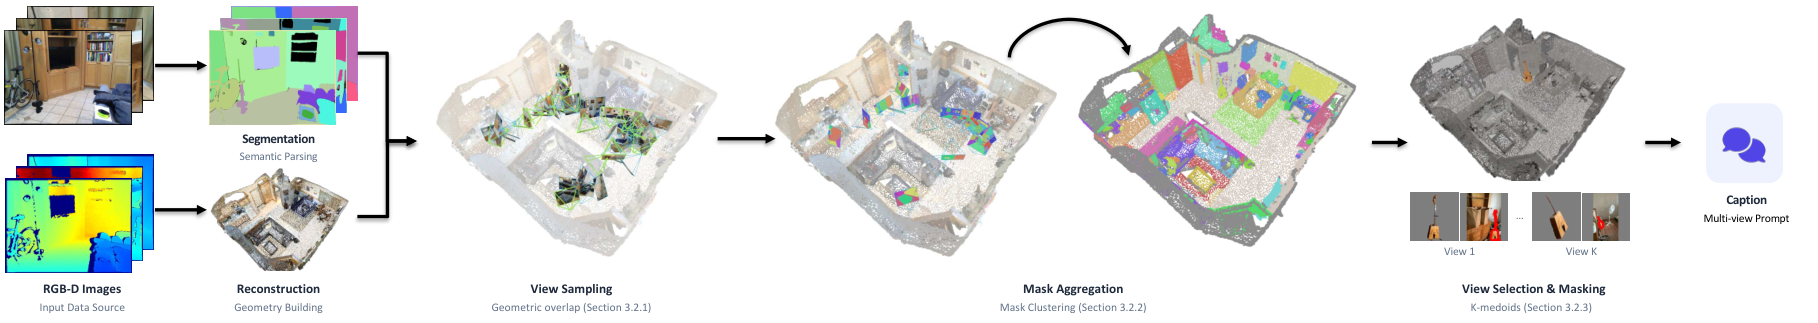 Segmentation
Semantic Parsing
RGB-D Images
Input Data Source
Reconstruction
Geometry Building
View Sampling
Geometric overlap (Section 3.2.1)
Mask Aggregation
Mask Clustering (Section 3.2.2)
View 1
...
View K
View Selection & Masking
K-medoids (Section 3.2.3)
Caption
Multi-view Prompt